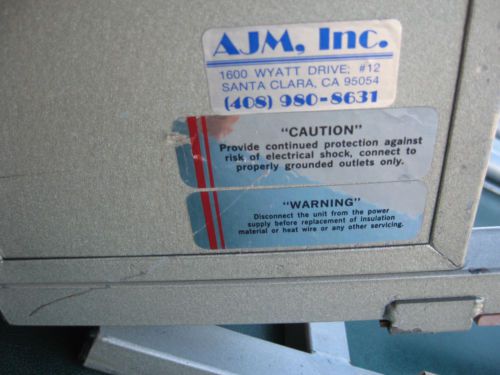 AJM, Inc.
1600 WYATT DRIVE; #12
SANTA CLARA, CA 95054
(408) 980-8631
"CAUTION"
Provide continued protection against
risk of electrical shock, connect to
properly grounded outlets only.
"WARNING"
Disconnect the unit from the power
supply before replacement of insulation
material or heat wire or any other servicing.